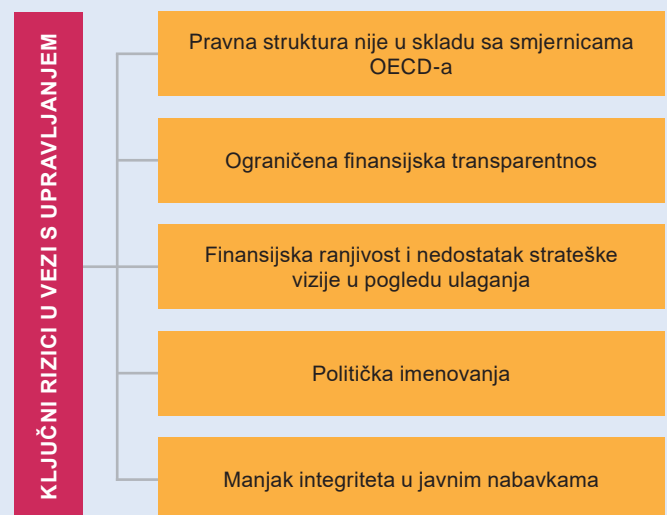 KLJUČNI RIZICI U VEZI S UPRAVLJANJEM
Pravna struktura nije u skladu sa smjernicama
OECD-a
Ograničena finansijska transparentnos
Finansijska ranjivost i nedostatak strateške
vizije u pogledu ulaganja
Politička imenovanja
Manjak integriteta u javnim nabavkama